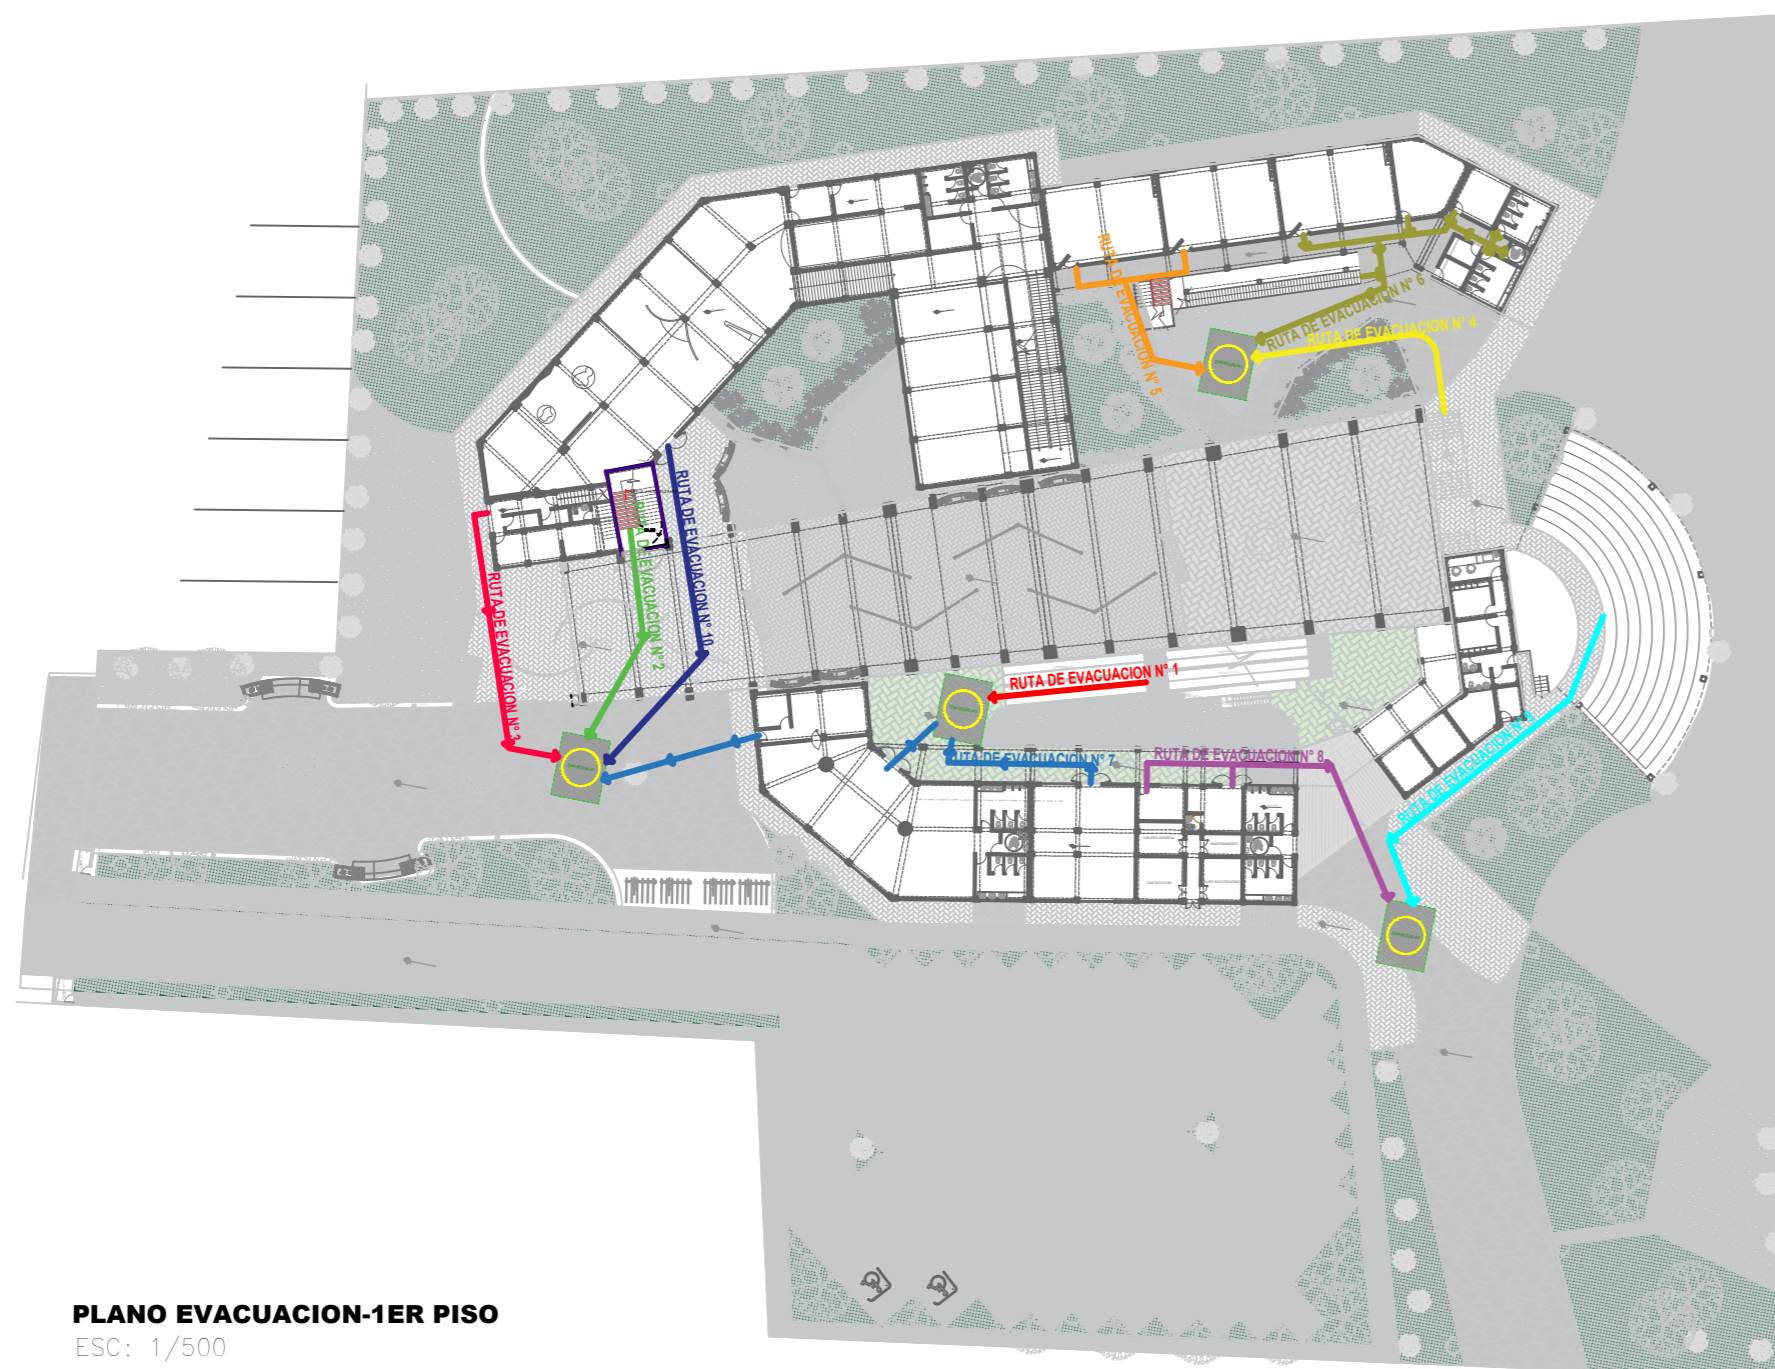 RUTA DE EVACUACION N° 5
RUTA DE EVACUACION N° 6
RUTA DE EVACUACION N° 4
RUTA DE EVACUACION N° 10
RUTA DE EVACUACION N° 2
RUTA DE EVACUACION N° 3
RUTA DE EVACUACION N° 1
RUTA DE EVACUACION N° 7
RUTA DE EVACUACION N° 8
RUTA DE EVACUACION N° 9
PLANO EVACUACION-1ER PISO
ESC: 1/500